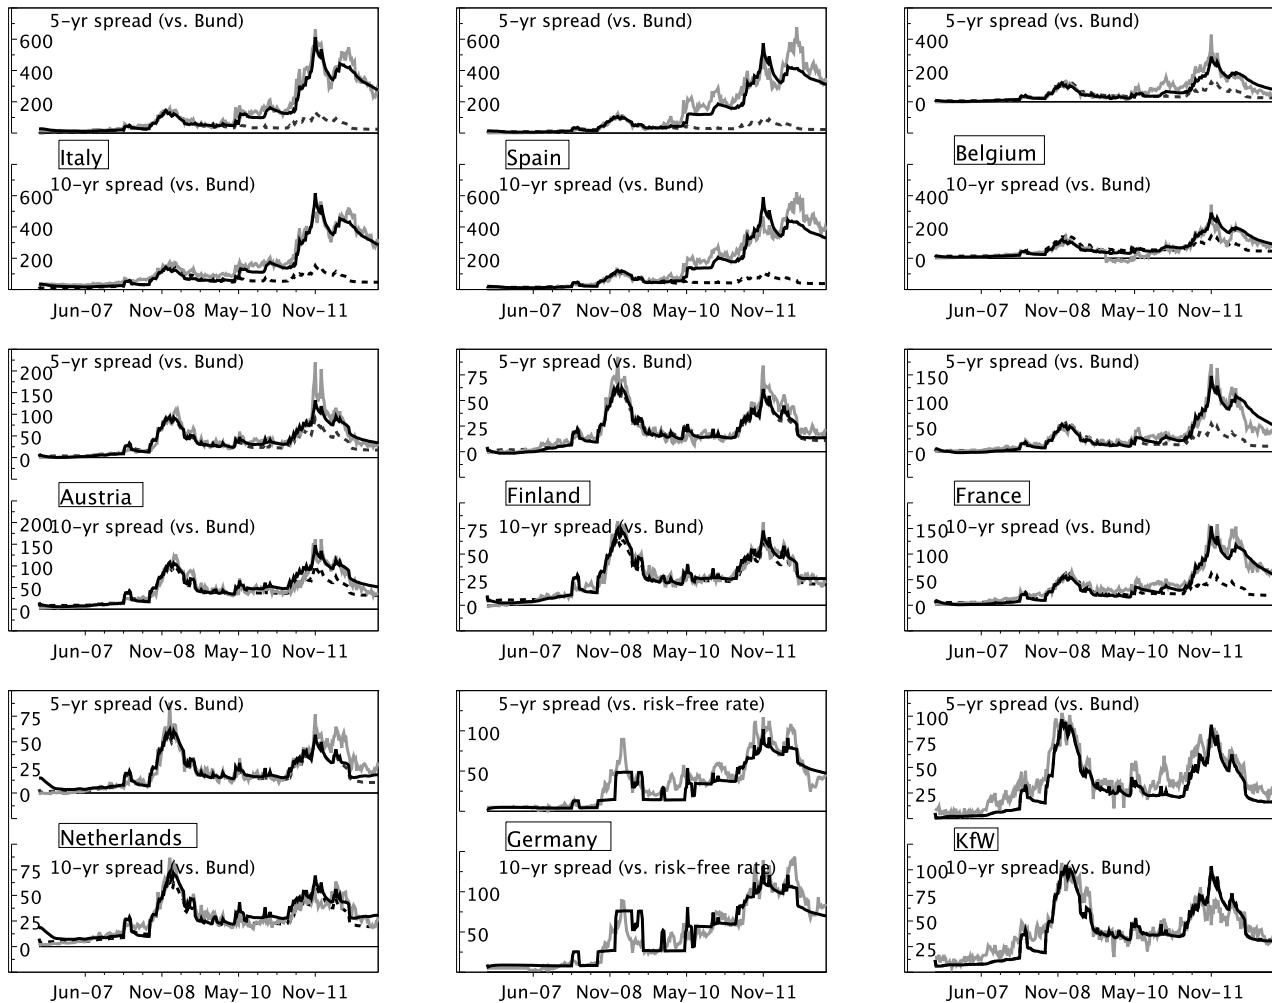 5-yr spread (vs. Bund)
600
400
200
Italy
10-yr spread (vs. Bund)
600
400
200
Jun-07 Nov-08 May-10 Nov-11
5-yr spread (vs. Bund)
600
400
200
Spain
10-yr spread (vs. Bund)
600
400
200
Jun-07 Nov-08 May-10 Nov-11
5-yr spread (vs. Bund)
400
200
0
Belgium
10-yr spread (vs. Bund)
400
200
0
Jun-07 Nov-08 May-10 Nov-11
5-yr spread (vs. Bund)
200
150
100
50
0
Austria
10-yr spread (vs. Bund)
200
150
100
50
0
Jun-07 Nov-08 May-10 Nov-11
5-yr spread (vs. Bund)
75
50
25
0
Finland
10-yr spread (vs. Bund)
75
50
25
0
Jun-07 Nov-08 May-10 Nov-11
5-yr spread (vs. Bund)
150
100
50
0
France
10-yr spread (vs. Bund)
150
100
50
0
Jun-07 Nov-08 May-10 Nov-11
5-yr spread (vs. Bund)
75
50
25
0
Netherlands
10-yr spread (vs. Bund)
75
50
25
0
Jun-07 Nov-08 May-10 Nov-11
5-yr spread (vs. risk-free rate)
100
50
Germany
10-yr spread (vs. risk-free rate)
100
50
Jun-07 Nov-08 May-10 Nov-11
5-yr spread (vs. Bund)
100
75
50
25
KfW
10-yr spread (vs. Bund)
100
75
50
25
Jun-07 Nov-08 May-10 Nov-11